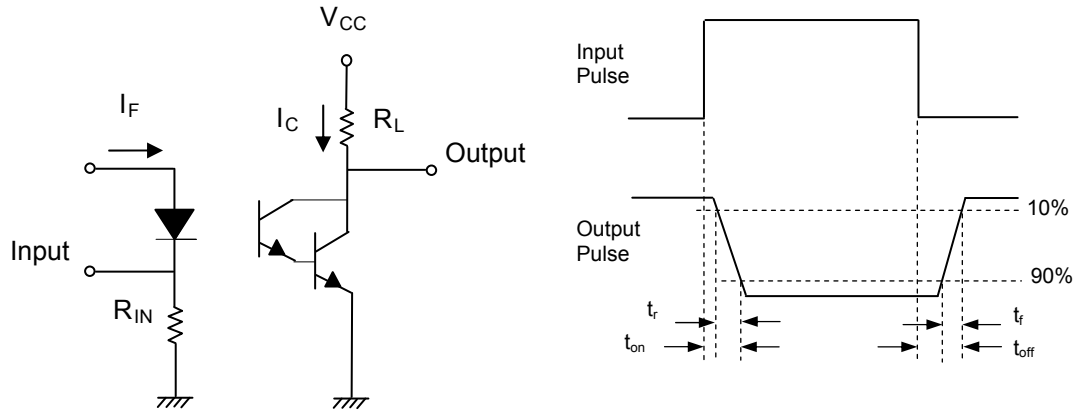 V_CC
I_F
I_C
R_L
Output
Input
R_IN
Input
Pulse
Output
Pulse
10%
90%
t_r
t_f
t_on
t_off